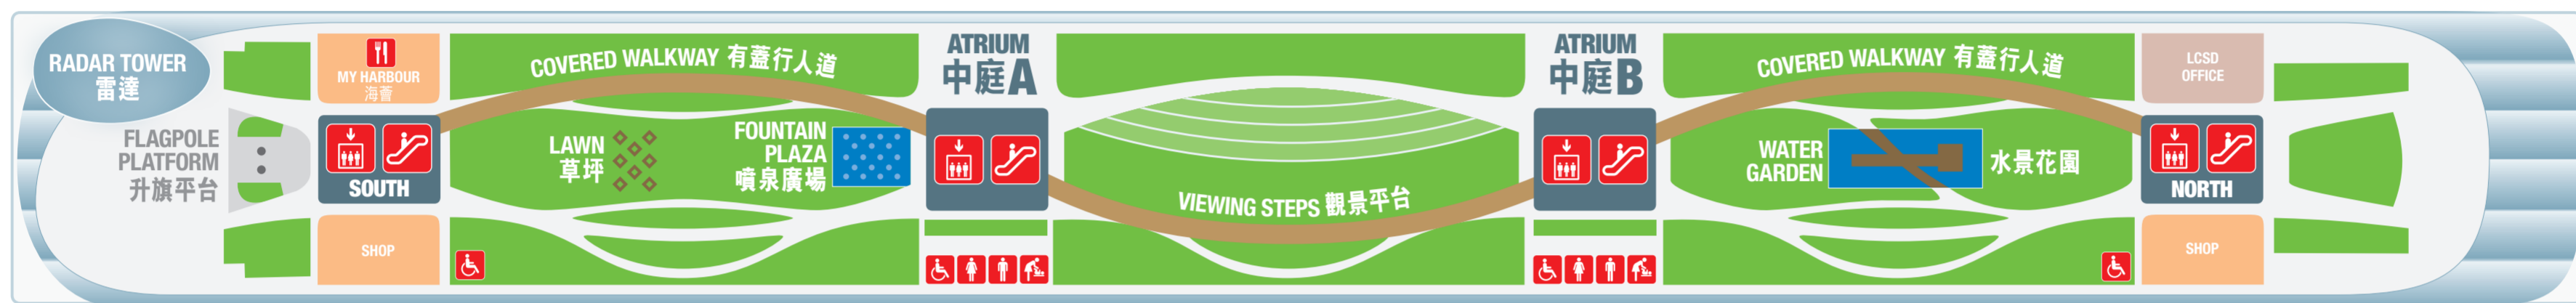 RADAR TOWER
雷達
FLAGPOLE
PLATFORM
升旗平台
MY HARBOUR
海薈
SOUTH
SHOP
COVERED WALKWAY 有蓋行人道
LAWN
草坪
FOUNTAIN
PLAZA
噴泉廣場
ATRIUM
中庭A
VIEWING STEPS 觀景平台
ATRIUM
中庭B
COVERED WALKWAY 有蓋行人道
WATER
GARDEN
水景花園
LCSD
OFFICE
NORTH
SHOP